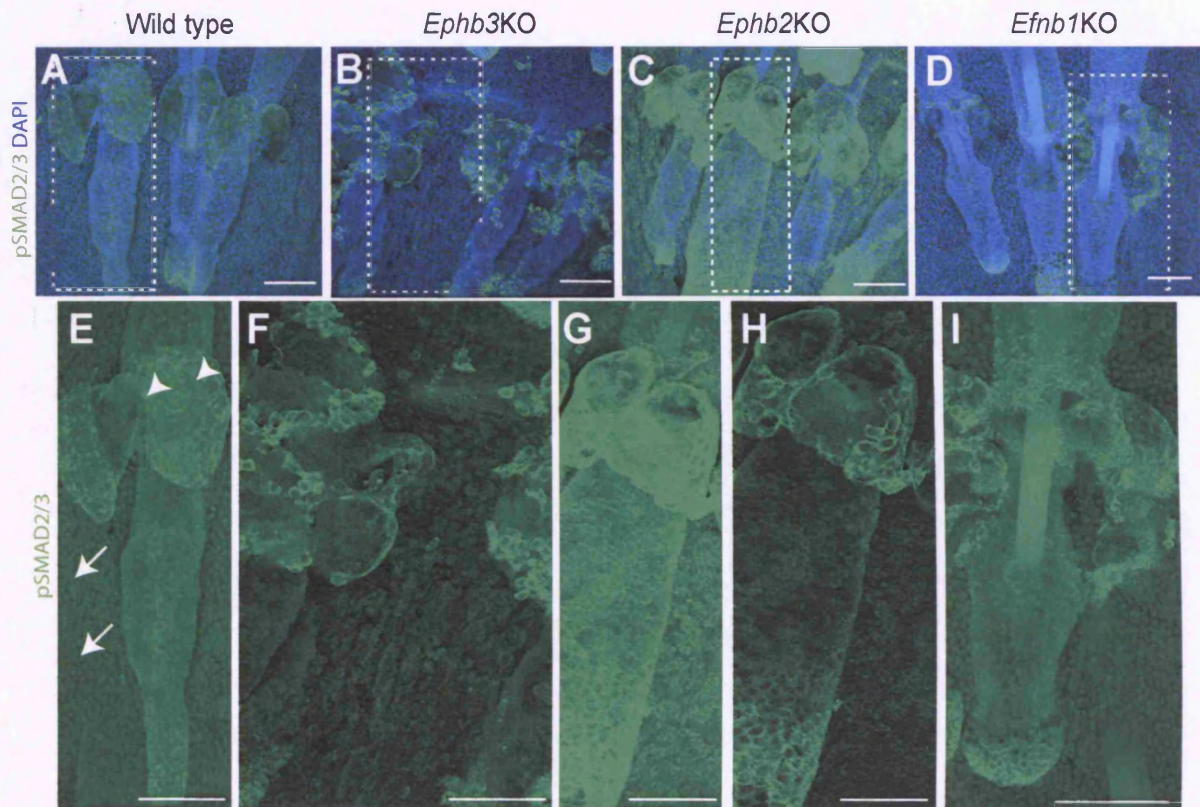 Wild type
Ephb3KO
Ephb2KO
Efnb1KO
pSMAD2/3 DAPI
A
B
C
D
pSMAD2/3
E
F
G
H
I